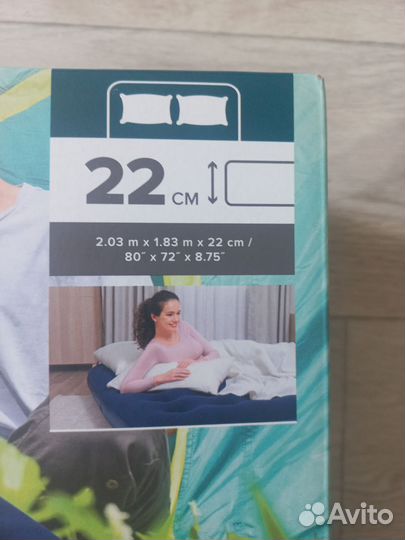 22 CM
2.03 m x 1.83 m x 22 cm /
80˝ x 72˝ x 8.75˝
Avito